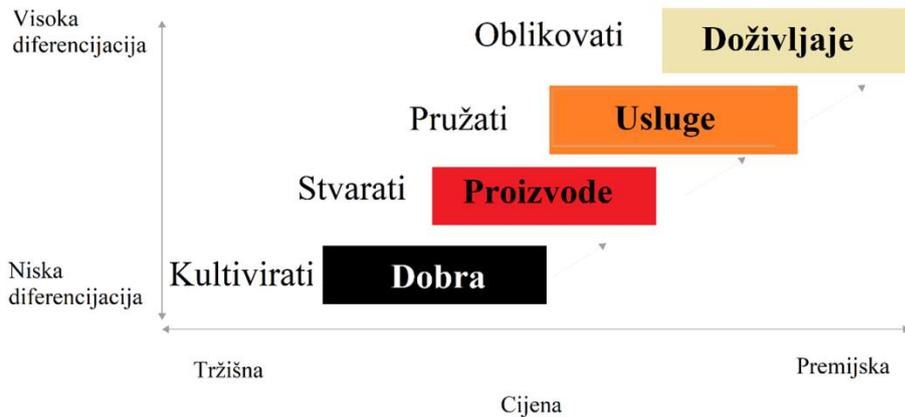 Visoka
diferencijacija
Oblikovati Doživljaje
Pružati Usluge
Stvarati Proizvode
Niska
diferencijacija
Kultivirati Dobra
Tržišna
Premijska
Cijena